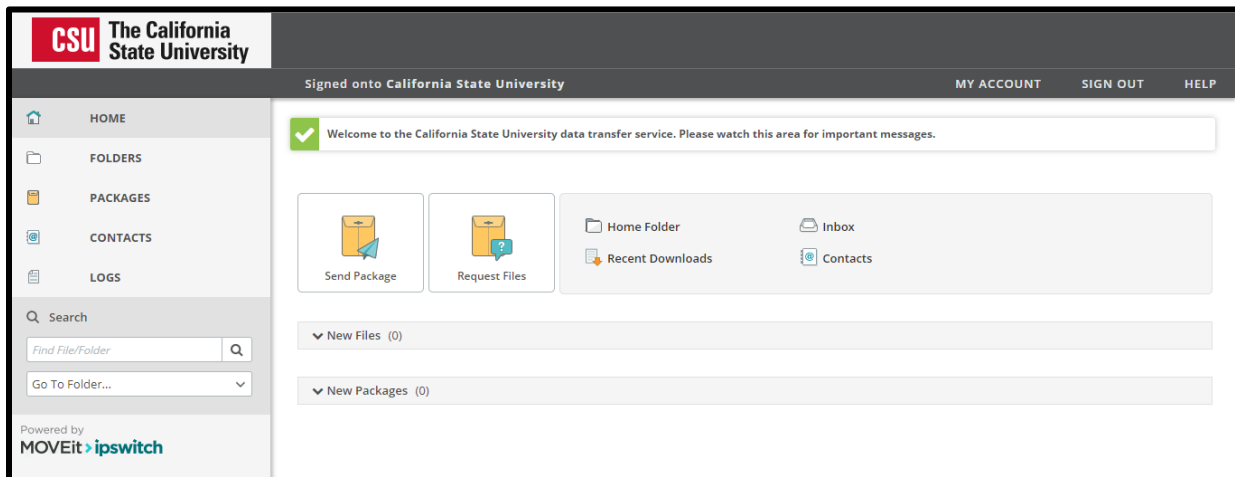 CSU The California
State University
Signed onto California State University
MY ACCOUNT
SIGN OUT
HELP
HOME
FOLDERS
PACKAGES
CONTACTS
LOGS
Search
Find File/Folder
Go To Folder...
Powered by
MOVEit>ipswitch
Welcome to the California State University data transfer service. Please watch this area for important messages.
Send Package
? Request Files
Home Folder
Inbox
Recent Downloads
@ Contacts
New Files (0)
New Packages (0)